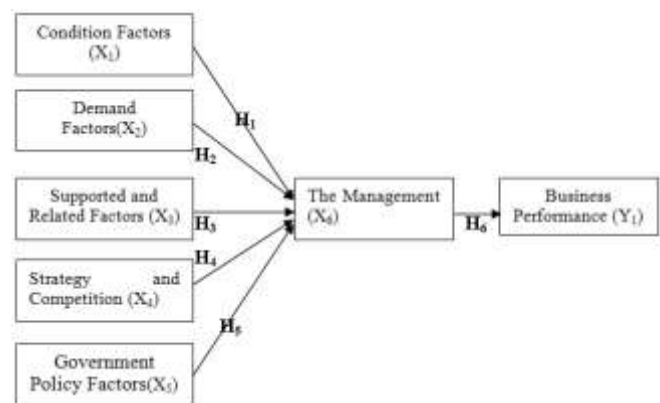 Condition Factors
(X₁)
H₁
Demand
Factors(X₂)
H₂
Supported and
Related Factors (X₃)
H₃
The Management
(X₆)
H₆
Business
Performance (Y₁)
Strategy and
Competition (X₄)
H₄
H₅
Government
Policy Factors(X₅)